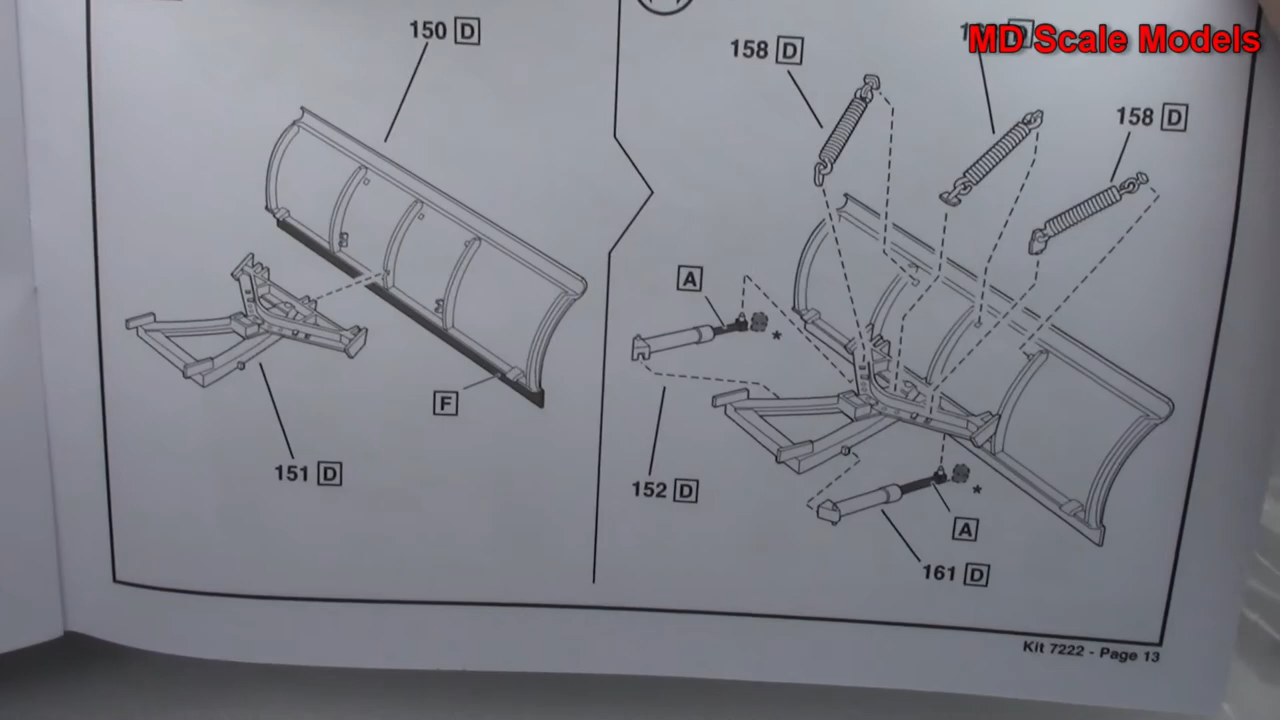 150 D
F
151 D
158 D
D
MD Scale Models
158 D
A
*
152 D
*
A
161 D
Kit 7222 - Page 13